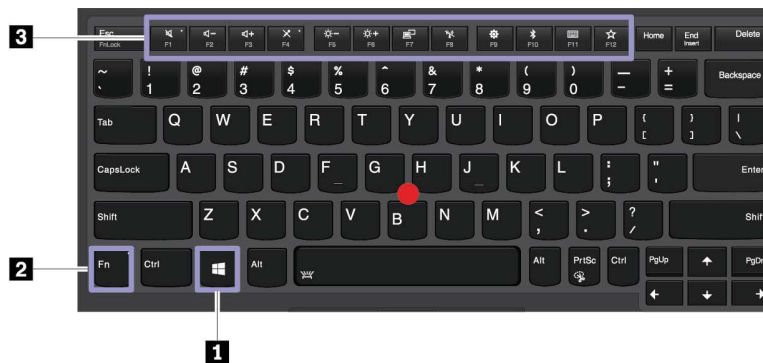 3
Esc F1 F2 F3 F4 F5 F6 F7 F8 F9 F10 F11 F12 Home End Delete
FnLock Insert
~ ! @ # $ % ^ & * ( ) — + Backspace
` 1 2 3 4 5 6 7 8 9 0 - =
Tab Q W E R T Y U I O P { } |
[ ] \
CapsLock A S D F G H J K L : " Enter
; '
Shift Z X C V B N M < > ? Shift
, . /
2
Fn Ctrl Alt Alt PrtSc Ctrl PgUp PgDn
1